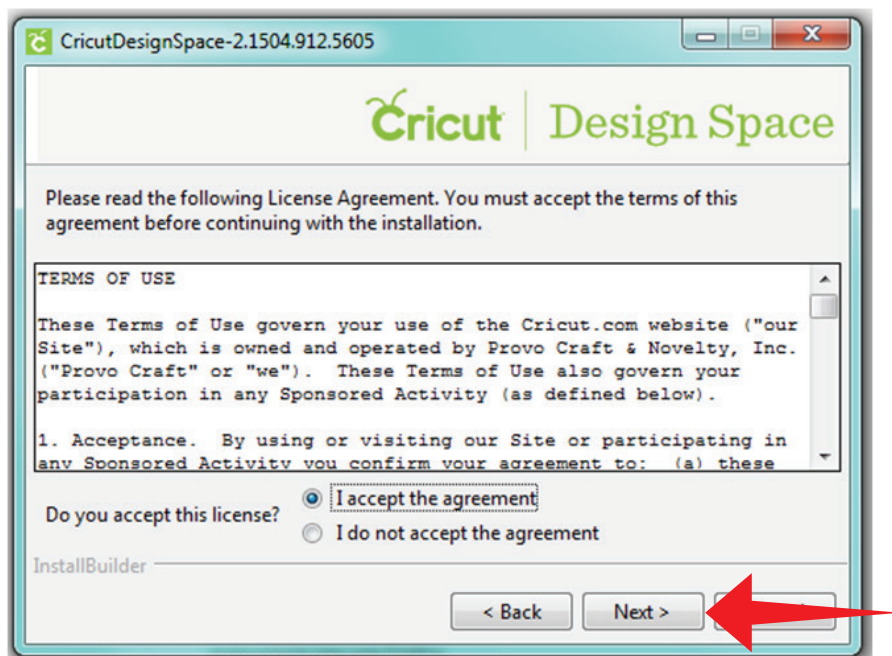 CricutDesignSpace-2.1504.912.5605
Cricut | Design Space
Please read the following License Agreement. You must accept the terms of this
agreement before continuing with the installation.
TERMS OF USE
These Terms of Use govern your use of the Cricut.com website ("our
Site"), which is owned and operated by Provo Craft & Novelty, Inc.
("Provo Craft" or "we").  These Terms of Use also govern your
participation in any Sponsored Activity (as defined below).
1. Acceptance.  By using or visiting our Site or participating in
any Sponsored Activity you confirm your agreement to:  (a) these
Do you accept this license?
I accept the agreement
I do not accept the agreement
InstallBuilder
< Back
Next >